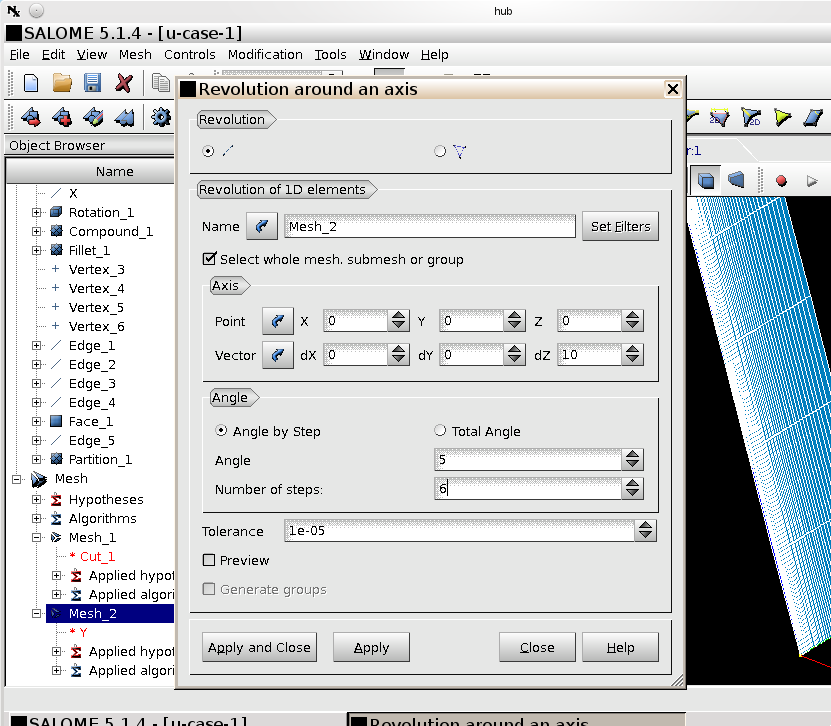 hub
SALOME 5.1.4 - [u-case-1]
File Edit View Mesh Controls Modification Tools Window Help
Revolution around an axis
Object Browser
Name
X
Rotation_1
Compound_1
Fillet_1
Vertex_3
Vertex_4
Vertex_5
Vertex_6
Edge_1
Edge_2
Edge_3
Edge_4
Face_1
Edge_5
Partition_1
Mesh
Hypotheses
Algorithms
Mesh_1
* Cut_1
Applied hypot
Applied algori
Mesh_2
* Y
Applied hypot
Applied algori
Revolution
Revolution of 1D elements
Name Mesh_2 Set Filters
Select whole mesh. submesh or group
Axis
Point X 0 Y 0 Z 0
Vector dX 0 dY 0 dZ 10
Angle
Angle by Step Total Angle
Angle 5
Number of steps: 6
Tolerance 1e-05
Preview
Generate groups
Apply and Close Apply Close Help
2D 2D
r:1
SALOME 5.1.4 - [u-case-1] Revolution around an axis